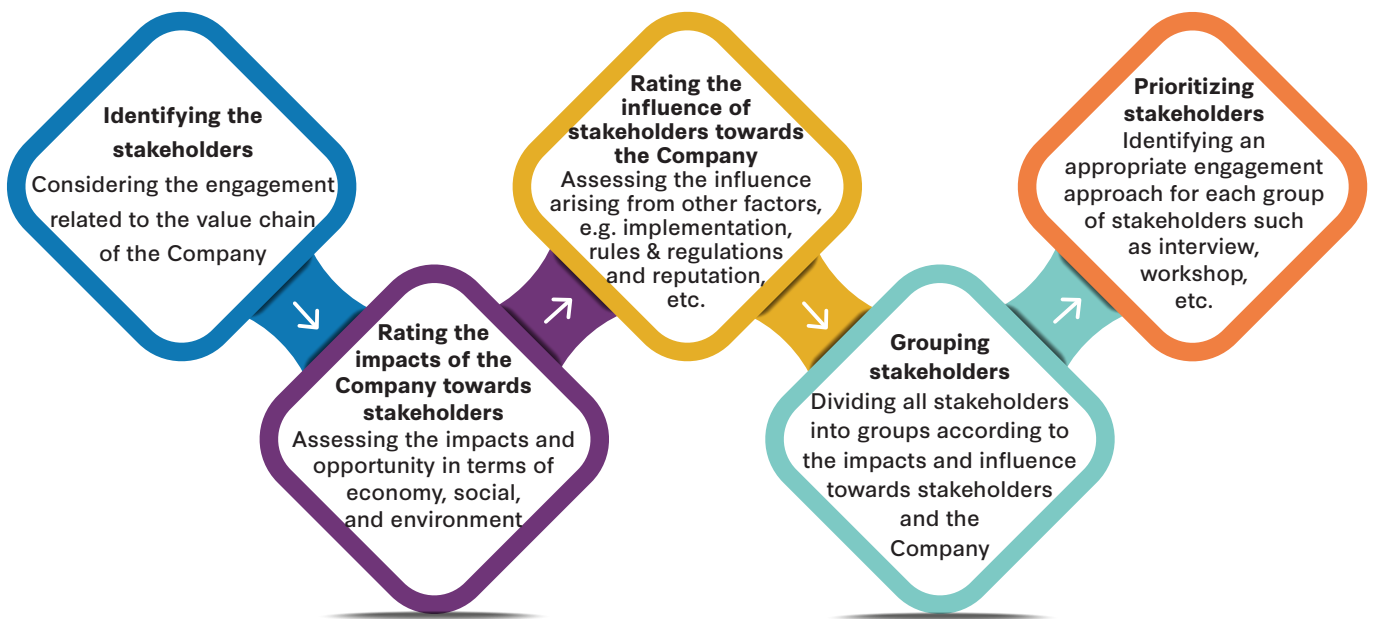 Identifying the
stakeholders
Considering the engagement
related to the value chain
of the Company
Rating the
impacts of the
Company towards
stakeholders
Assessing the impacts and
opportunity in terms of
economy, social,
and environment
Rating the
influence of
stakeholders towards
the Company
Assessing the influence
arising from other factors,
e.g. implementation,
rules & regulations
and reputation,
etc.
Grouping
stakeholders
Dividing all stakeholders
into groups according to
the impacts and influence
towards stakeholders
and the
Company
Prioritizing
stakeholders
Identifying an
appropriate engagement
approach for each group
of stakeholders such
as interview,
workshop,
etc.